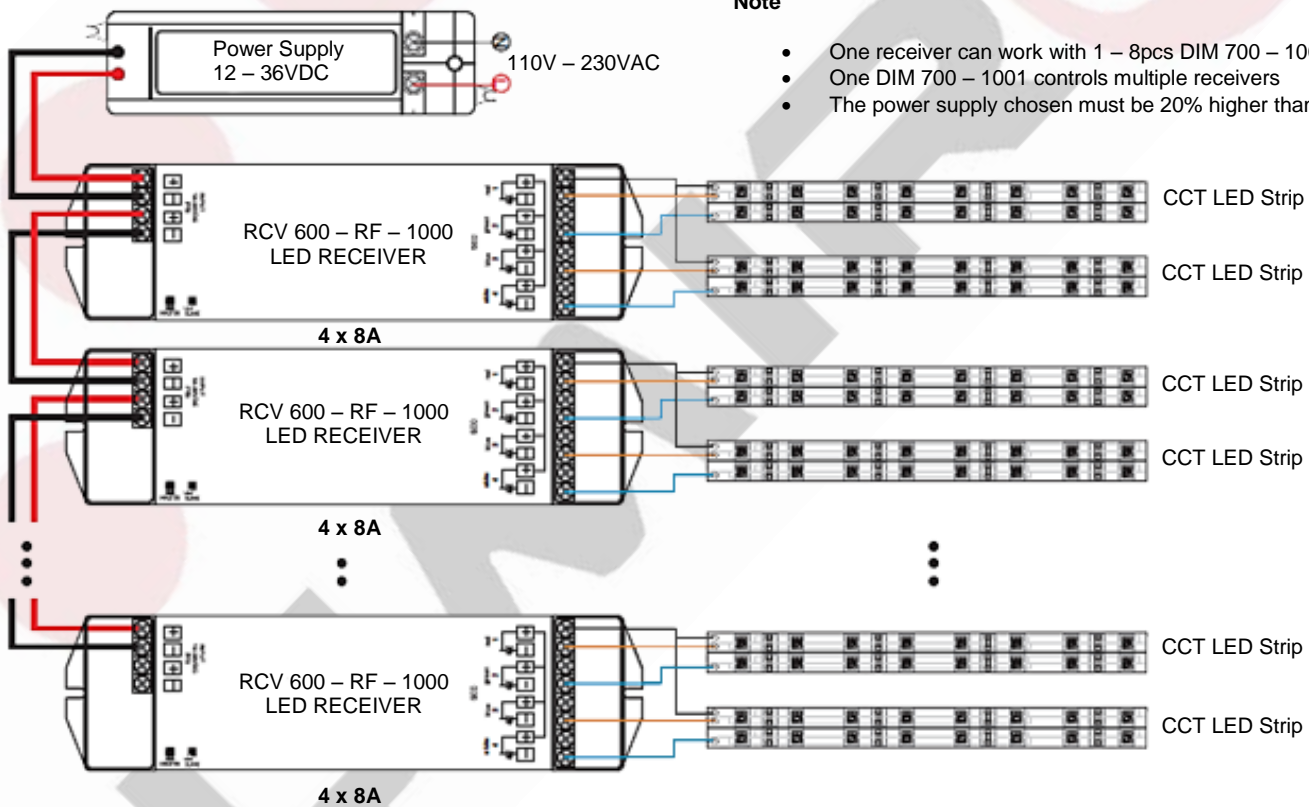 Note
• One receiver can work with 1 – 8pcs DIM 700 –
• One DIM 700 – 1001 controls multiple receivers
• The power supply chosen must be 20% higher
Power Supply
12 – 36VDC
110V – 230VAC
RCV 600 – RF – 1000
LED RECEIVER
4 x 8A
CCT LED Strip
CCT LED Strip
RCV 600 – RF – 1000
LED RECEIVER
4 x 8A
CCT LED Strip
CCT LED Strip
RCV 600 – RF – 1000
LED RECEIVER
4 x 8A
CCT LED Strip
CCT LED Strip